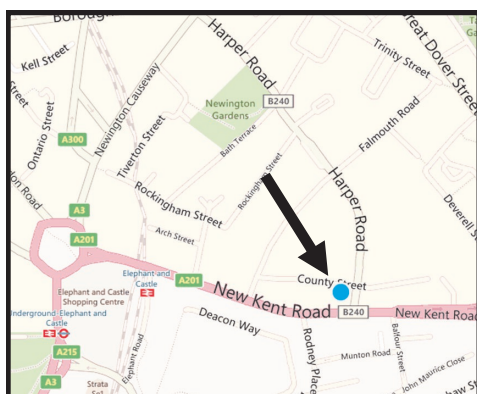 Borough
Kell Street
Street
Ontario Street
A300
Newington Causeway
Tiverton Street
Harper Road
Newington
Gardens
B240
Bath Terrace
Trinity Street
Great Dover Street
Falmouth Road
Rockingham Street
Rockingham Street
Arch Street
Harper Road
Deverell
A3
A201
Elephant and
Castle
A201
Elephant and Castle
Shopping Centre
County Street
New Kent Road
B240
New Kent Road
Underground Elephant and
Castle
Deacon Way
Elephant Road
Rodney Place
Balfour Street
Munton Road
John Maurice Close
A215
A3
Strata